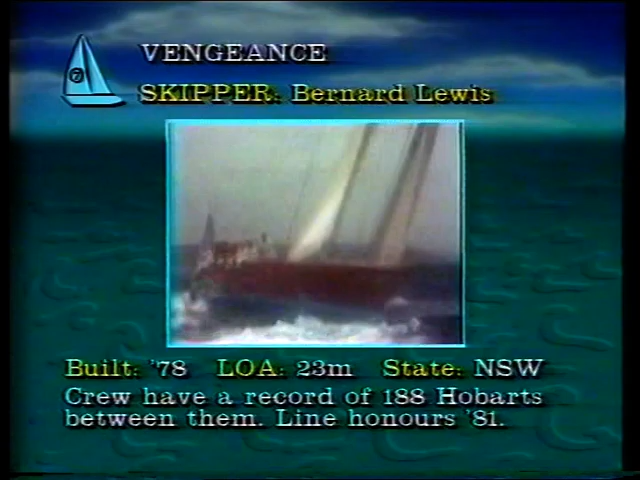 7
VENGEANCE
SKIPPER: Bernard Lewis
Built: '78 LOA: 23m State: NSW
Crew have a record of 188 Hobarts
between them. Line honours '81.